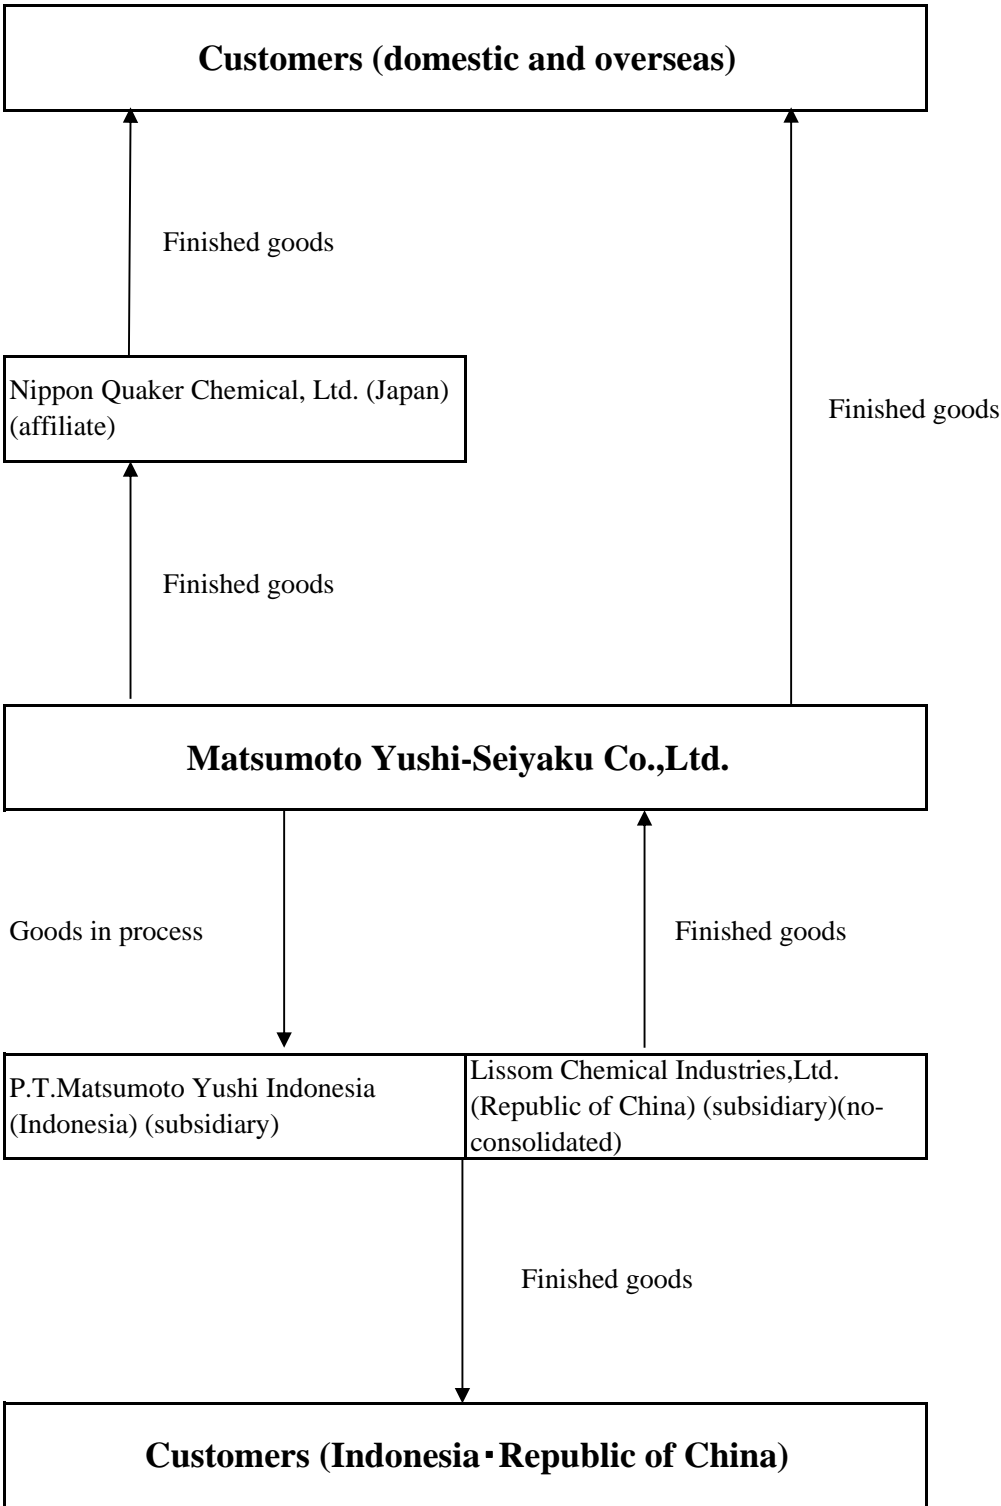 Customers (domestic and overseas)
Finished goods
Nippon Quaker Chemical, Ltd. (Japan)
(affiliate)
Finished goods
Finished goods
Matsumoto Yushi-Seiyaku Co.,Ltd.
Goods in process
Finished goods
P.T.Matsumoto Yushi Indonesia
(Indonesia) (subsidiary)
Lissom Chemical Industries,Ltd.
(Republic of China) (subsidiary)(no-
consolidated)
Finished goods
Customers (Indonesia・Republic of China)